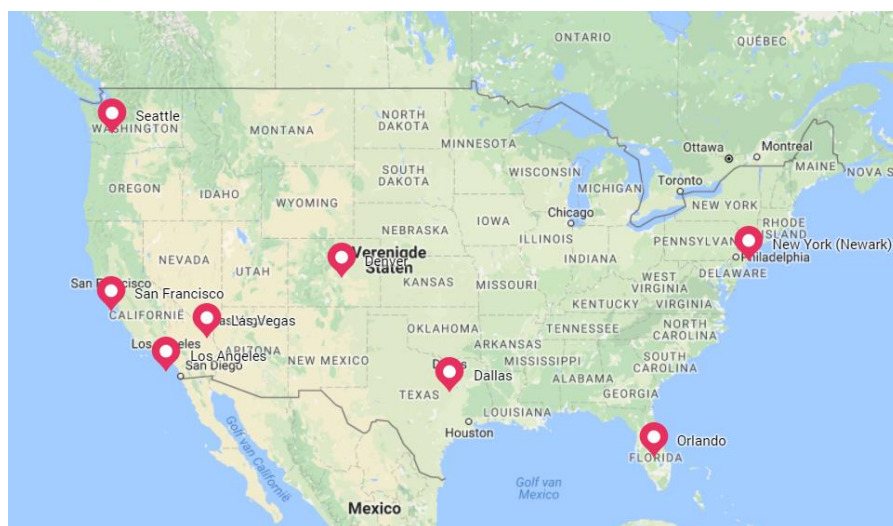 ONTARIO
QUÉBEC
Seattle
WASHINGTON
MONTANA
NORTH
DAKOTA
MINNESOTA
Ottawa
Montreal
MAINE
NOVA S
OREGON
IDAHO
SOUTH
DAKOTA
WISCONSIN
MICHIGAN
Toronto
WYOMING
NEW YORK
IOWA
Chicago
RHODE
ISLAND
NEBRASKA
NEVADA
UTAH
Verenigde
Staten
Denver
ILLINOIS
INDIANA
PENNSYLVAN
New York (Newark)
Philadelphia
DELAWARE
San Francisco
San Francisco
KANSAS
MISSOURI
WEST
VIRGINIA
VIRGINIA
KENTUCKY
CALIFORNIË
Las Vegas
OKLAHOMA
TENNESSEE
NORTH
CAROLINA
Los Angeles
Los Angeles
ARIZONA
NEW MEXICO
ARKANSAS
MISSISSIPPI
SOUTH
CAROLINA
San Diego
Dallas
Dallas
ALABAMA
GEORGIA
TEXAS
LOUISIANA
Houston
Orlando
FLORIDA
Golf van Californië
Golf van
Mexico
Mexico